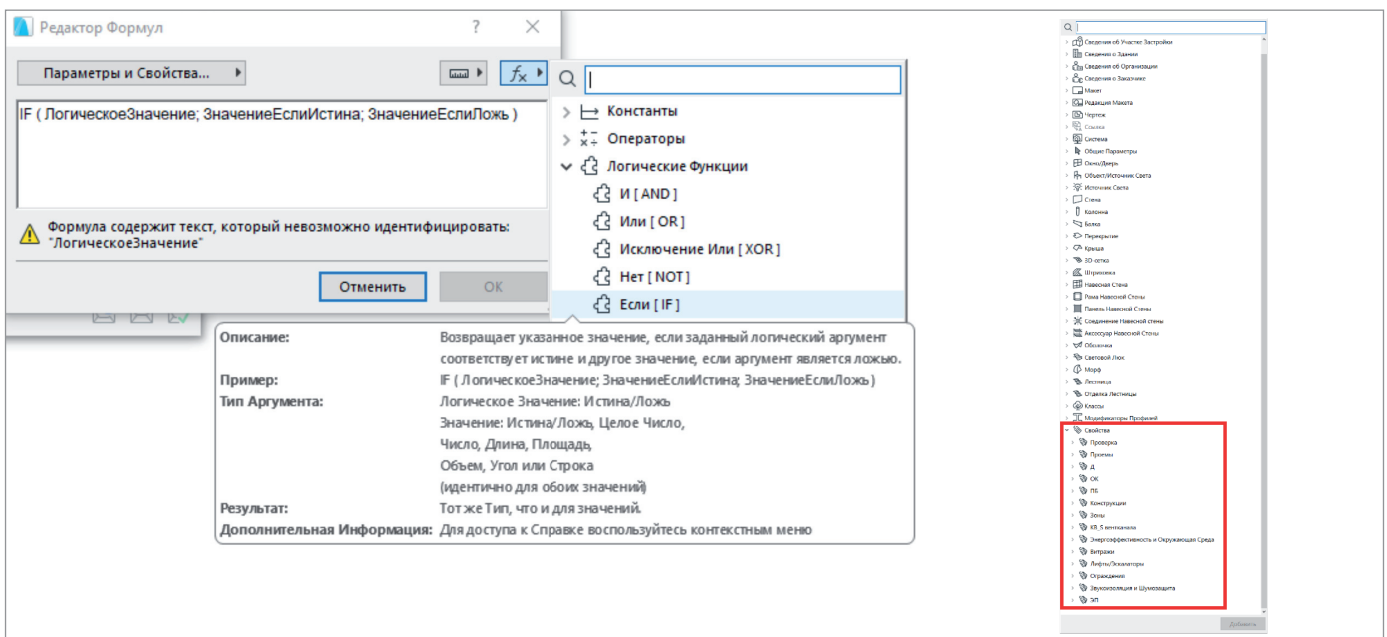 Редактор Формул
?
Параметры и Свойства...
fx
IF ( ЛогическоеЗначение; ЗначениеЕслиИстина; ЗначениеЕслиЛожь )
Формула содержит текст, который невозможно идентифицировать:
"ЛогическоеЗначение"
Отменить
ОК
Константы
Операторы
Логические Функции
И [ AND ]
Или [ OR ]
Исключение Или [ XOR ]
Нет [ NOT ]
Если [ IF ]
Описание: Возвращает указанное значение, если заданный логический аргумент
соответствует истине и другое значение, если аргумент является ложью.
Пример: IF ( ЛогическоеЗначение; ЗначениеЕслиИстина; ЗначениеЕслиЛожь )
Тип Аргумента: Логическое Значение: Истина/Ложь
Значение: Истина/Ложь, Целое Число,
Число, Длина, Площадь,
Объем, Угол или Строка
(идентично для обоих значений)
Результат: Тот же Тип, что и для значений.
Дополнительная Информация: Для доступа к Справке воспользуйтесь контекстным меню
Сведения об Участке Застройки
Сведения о Здании
Сведения об Организации
Сведения о Заказчике
Макет
Редакция Макета
Чертеж
Ссылка
Система
Общие Параметры
Окно/Дверь
Объект/Источник Света
Источник Света
Стена
Колонна
Балка
Перекрытие
Крыша
3D-сетка
Штриховка
Навесная Стена
Рама Навесной Стены
Панель Навесной Стены
Соединение Навесной стены
Аксессуар Навесной Стены
Оболочка
Световой Люк
Морф
Лестница
Отделка Лестницы
Классы
Модификаторы Профилей
Свойства
Проверка
Проемы
Д
ОК
ПБ
Конструкции
Зоны
КВ_S вентканала
Энергоэффективность и Окружающая Среда
Витражи
Лифты/Эскалаторы
Ограждения
Звукоизоляция и Шумозащита
ЭП
Добавить